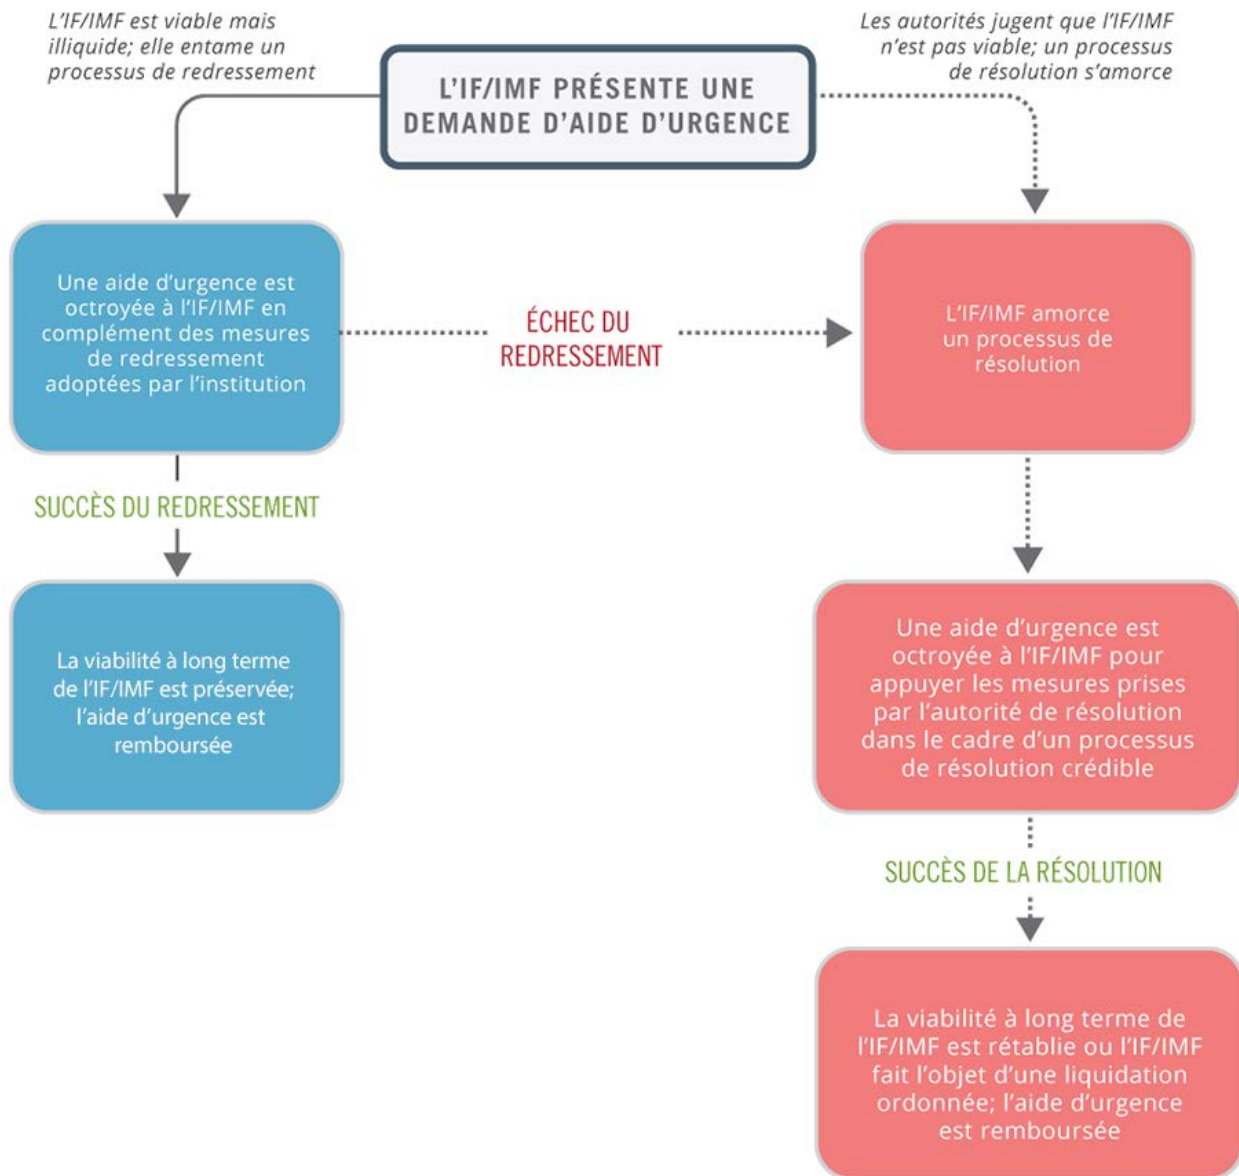 L'IF/IMF est viable mais
illiquide; elle entame un
processus de redressement
Les autorités jugent que l'IF/IMF
n'est pas viable; un processus
de résolution s'amorce
L'IF/IMF PRÉSENTE UNE
DEMANDE D'AIDE D'URGENCE
Une aide d'urgence est
octroyée à l'IF/IMF en
complément des mesures
de redressement
adoptées par l'institution
ÉCHEC DU
REDRESSEMENT
L'IF/IMF amorce
un processus de
résolution
SUCCÈS DU REDRESSEMENT
La viabilité à long terme
de l'IF/IMF est préservée;
l'aide d'urgence est
remboursée
Une aide d'urgence est
octroyée à l'IF/IMF pour
appuyer les mesures prises
par l'autorité de résolution
dans le cadre d'un processus
de résolution crédible
SUCCÈS DE LA RÉSOLUTION
La viabilité à long terme de
l'IF/IMF est rétablie ou l'IF/IMF
fait l'objet d'une liquidation
ordonnée; l'aide d'urgence
est remboursée